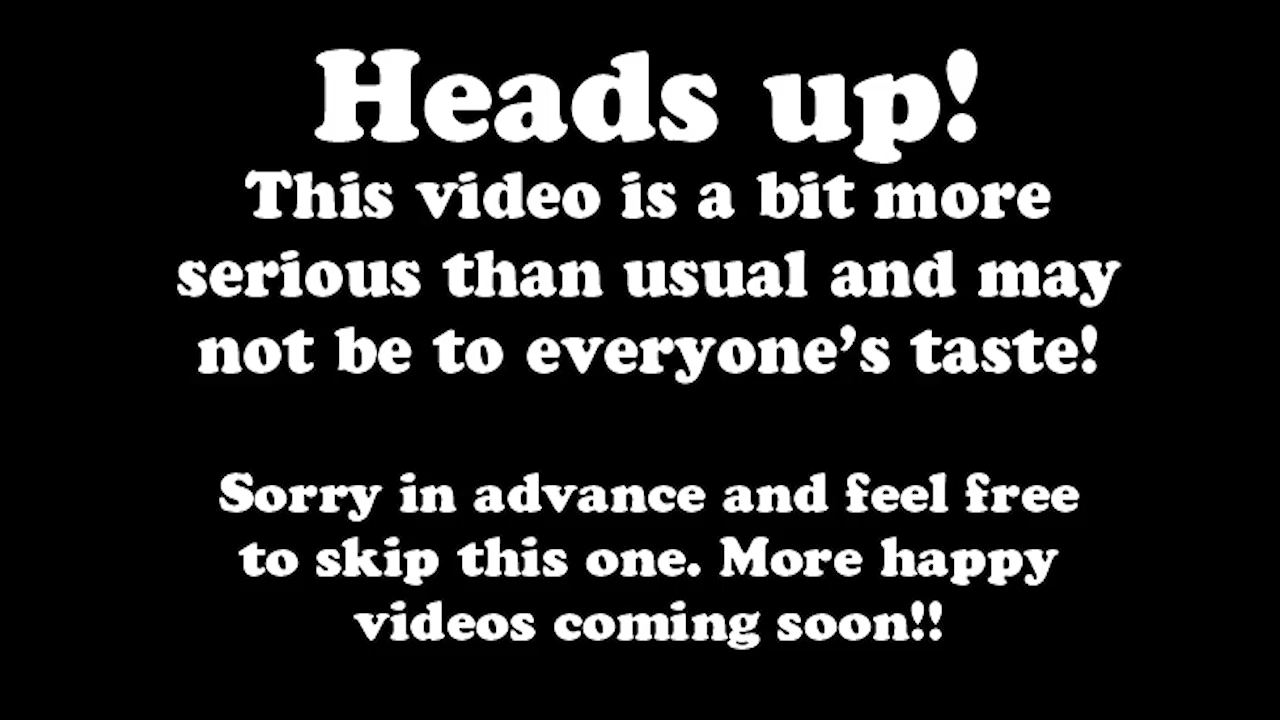 Heads up!
This video is a bit more
serious than usual and may
not be to everyone’s taste!
Sorry in advance and feel free
to skip this one. More happy
videos coming soon!!